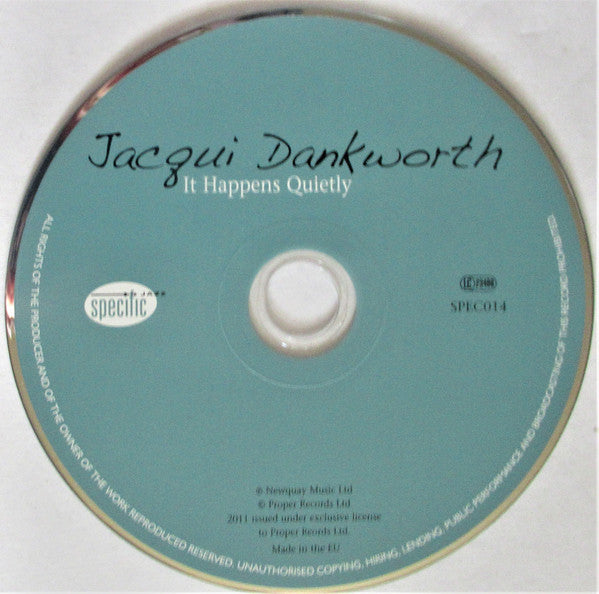 Jacqui Dankworth
It Happens Quietly
JAZZ
specific
LC
SPEC014
℗ Newquay Music Ltd
© Proper Records Ltd
2011 issued under exclusive license
to Proper Records Ltd.
Made in the EU
ALL RIGHTS OF THE PRODUCER AND OF THE OWNER OF THE WORK REPRODUCED RESERVED. UNAUTHORISED COPYING, HIRING, LENDING, PUBLIC PERFORMANCE AND BROADCASTING OF THIS RECORD PROHIBITED